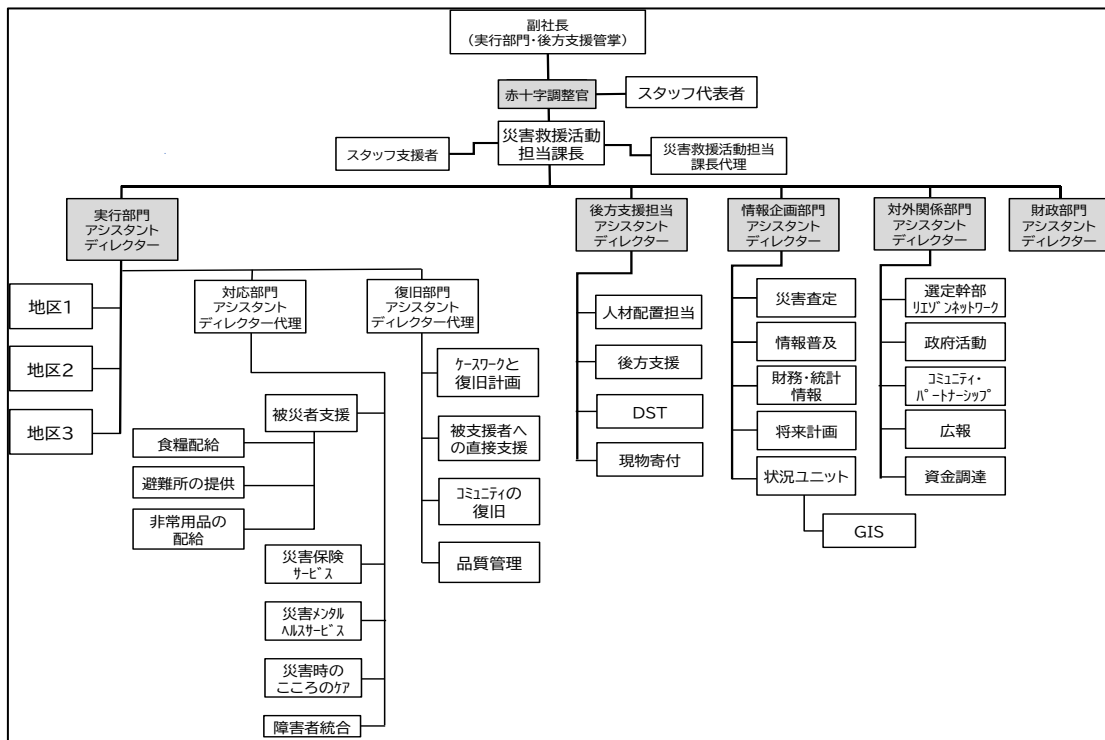 副社長
(実行部門・後方支援管掌)
赤十字調整官
スタッフ代表者
災害救援活動
担当課長
スタッフ支援者
災害救援活動担当
課長代理
実行部門
アシスタント
ディレクター
後方支援担当
アシスタント
ディレクター
情報企画部門
アシスタント
ディレクター
対外関係部門
アシスタント
ディレクター
財政部門
アシスタント
ディレクター
地区1
地区2
地区3
対応部門
アシスタント
ディレクター代理
復旧部門
アシスタント
ディレクター代理
被災者支援
食糧配給
避難所の提供
非常用品の
配給
災害保険
サービス
災害メンタル
ヘルスサービス
災害時の
こころのケア
障害者統合
ケースワークと
復旧計画
被支援者へ
の直接支援
コミュニティの
復旧
品質管理
人材配置担当
後方支援
DST
現物寄付
災害査定
情報普及
財務・統計
情報
将来計画
状況ユニット
GIS
選定幹部
リエゾンネットワーク
政府活動
コミュニティ・
パートナーシップ
広報
資金調達